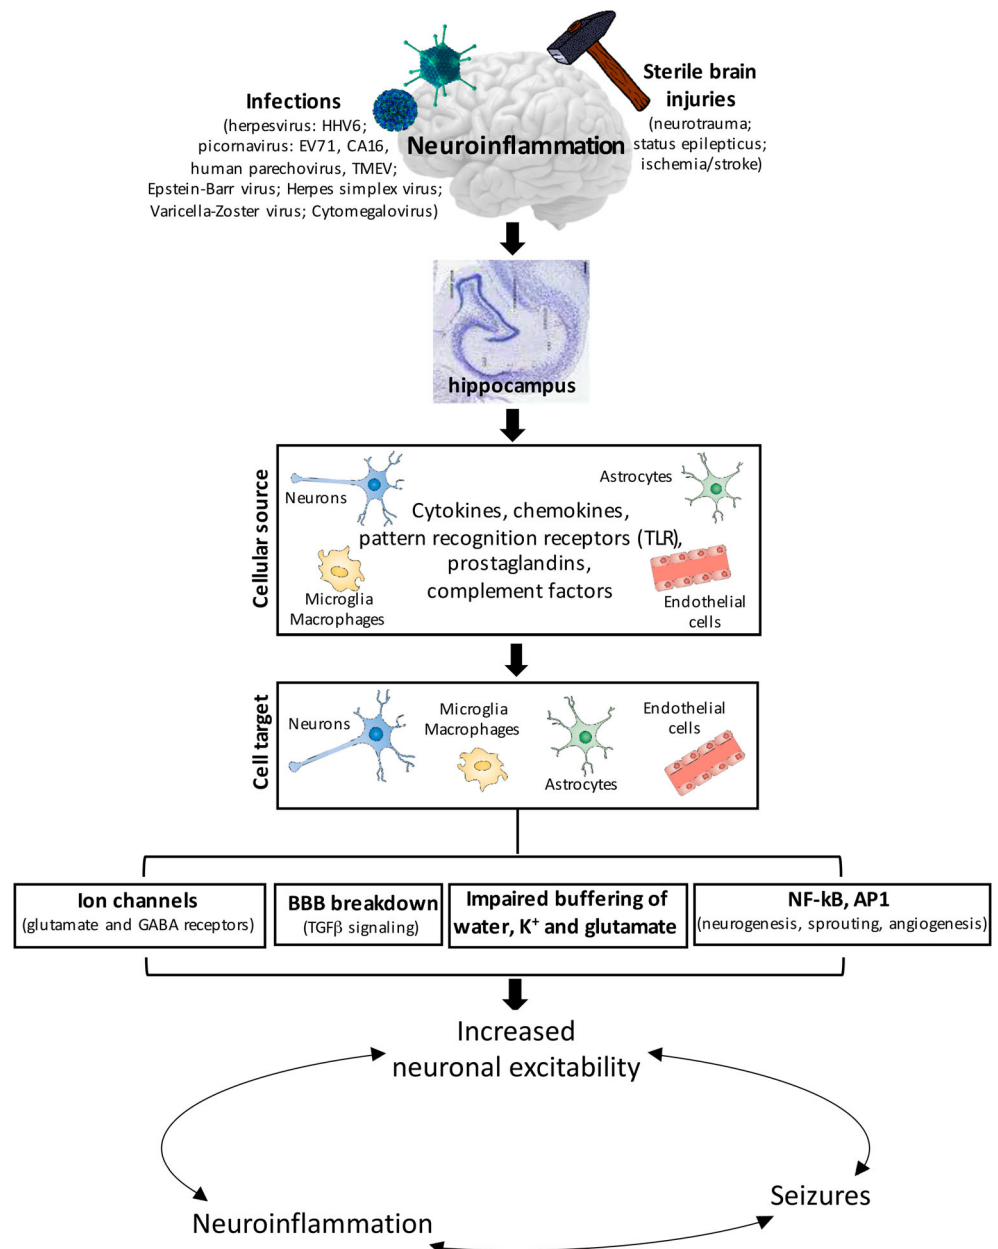 Infections
(herpesvirus: HHV6;
picornavirus: EV71, CA16,
human parechovirus, TMEV;
Epstein-Barr virus; Herpes simplex virus;
Varicella-Zoster virus; Cytomegalovirus)
Neuroinflammation
Sterile brain
injuries
(neurotrauma;
status epilepticus;
ischemia/stroke)
hippocampus
Cellular source
Neurons
Astrocytes
Cytokines, chemokines,
pattern recognition receptors (TLR),
prostaglandins,
complement factors
Microglia
Macrophages
Endothelial
cells
Cell target
Neurons
Microglia
Macrophages
Astrocytes
Endothelial
cells
Ion channels
(glutamate and GABA receptors)
BBB breakdown
(TGFβ signaling)
Impaired buffering of
water, K⁺ and glutamate
NF-kB, AP1
(neurogenesis, sprouting, angiogenesis)
Increased
neuronal excitability
Seizures
Neuroinflammation